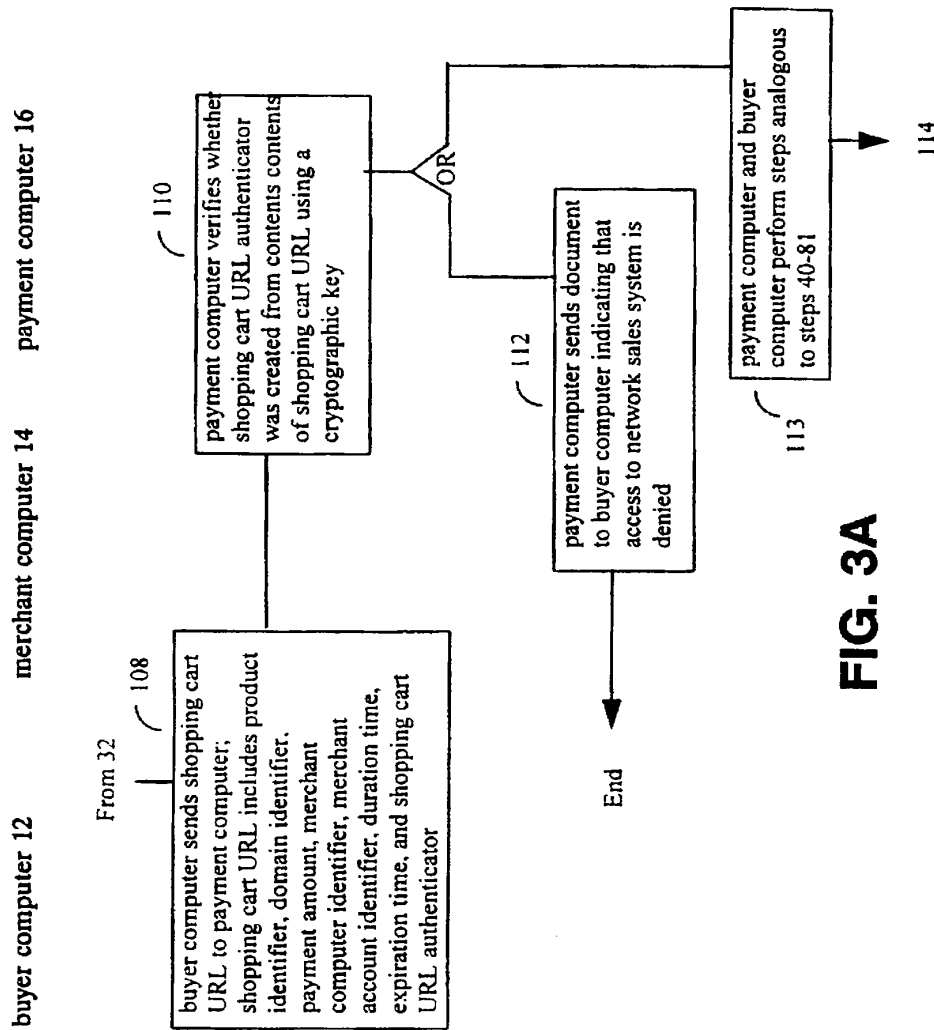 buyer computer 12
merchant computer 14
payment computer 16
From 32
108
buyer computer sends shopping cart
URL to payment computer;
shopping cart URL includes product
identifier, domain identifier,
payment amount, merchant
computer identifier, merchant
account identifier, duration time,
expiration time, and shopping cart
URL authenticator
110
payment computer verifies whether
shopping cart URL authenticator
was created from contents contents
of shopping cart URL using a
cryptographic key
OR
112
payment computer sends document
to buyer computer indicating that
access to network sales system is
denied
End
113
payment computer and buyer
computer perform steps analogous
to steps 40-81
114
FIG. 3A